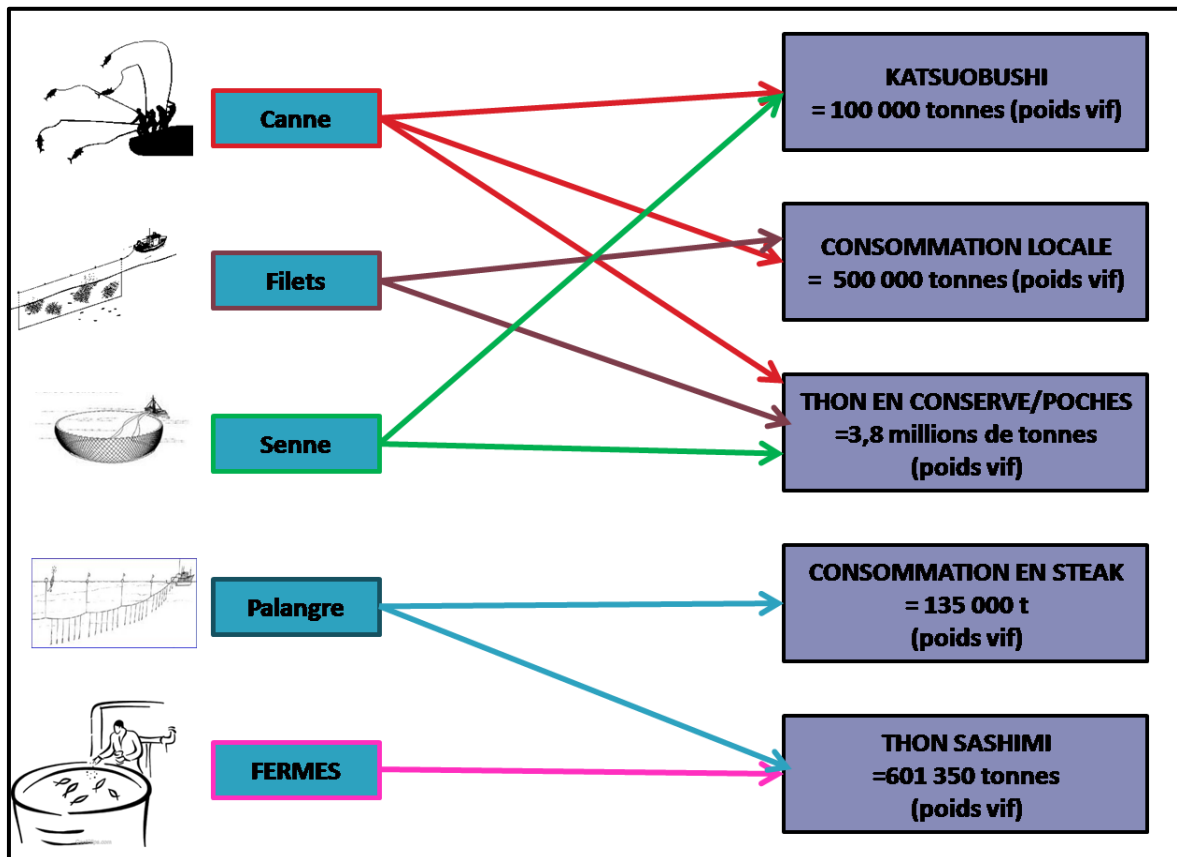 Canne
KATSUOBUSHI
= 100 000 tonnes (poids vif)
Filets
CONSOMMATION LOCALE
= 500 000 tonnes (poids vif)
Senne
THON EN CONSERVE/POCHES
=3,8 millions de tonnes
(poids vif)
Palangre
CONSOMMATION EN STEAK
= 135 000 t
(poids vif)
FERMES
THON SASHIMI
=601 350 tonnes
(poids vif)